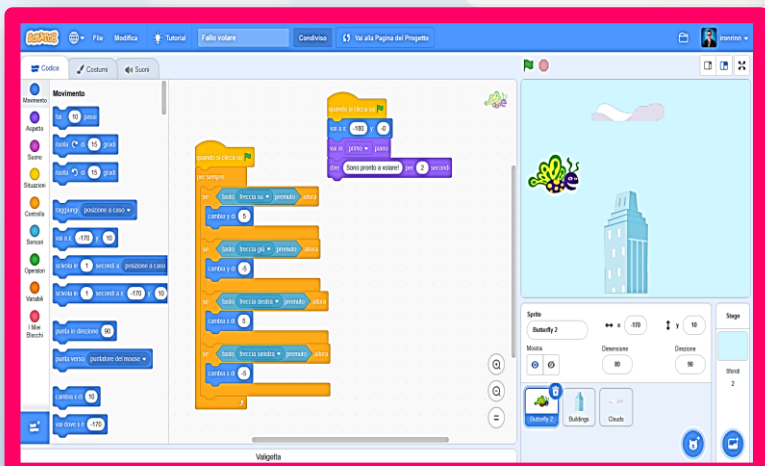 SCRATCH File Modifica Tutorial Fallo volare Condiviso Vai alla Pagina del Progetto ironrinn
Codice Costumi Suoni
Movimento
Aspetto
Suono
Situazioni
Controllo
Sensori
Operatori
Variabili
I Miei Blocchi
Movimento
fai 10 passi
ruota di 15 gradi
ruota di 15 gradi
raggiungi posizione a caso
vai a x: -170 y: 10
scivola in 1 secondi a posizione a caso
scivola in 1 secondi a x: -170 y: 10
punta in direzione 90
punta verso puntatore del mouse
cambia x di 10
vai dove x è -170
quando si clicca su
per sempre
se tasto freccia su premuto allora
cambia y di 5
se tasto freccia giù premuto allora
cambia y di -5
se tasto freccia destra premuto allora
cambia x di 5
se tasto freccia sinistra premuto allora
cambia x di -5
quando si clicca su
vai a x: -180 y: -0
vai in primo piano
dire Sono pronto a volare! per 2 secondi
Valigetta
Sprite
Butterfly 2 x -170 y 10
Mostra Dimensione Direzione
80 90
Butterfly 2 Buildings Clouds
Stage
Sfondi
2